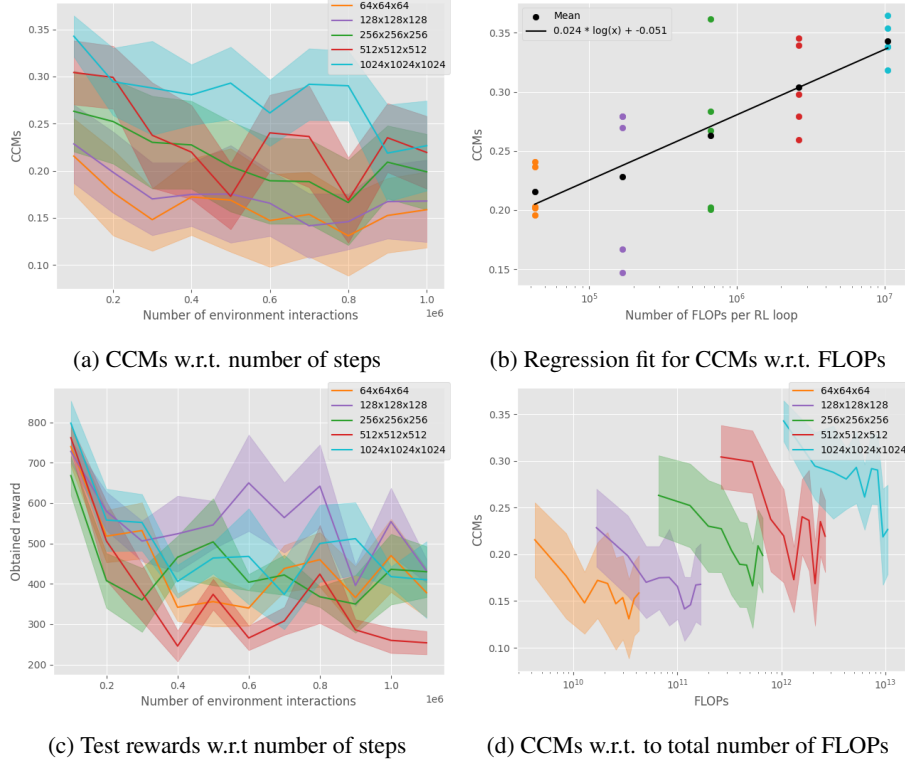 64x64x64
128x128x128
256x256x256
512x512x512
1024x1024x1024
0.35
0.30
0.25
0.20
0.15
0.10
CCMs
0.2
0.4
0.6
0.8
1.0
1e6
Number of environment interactions
(a) CCMs w.r.t. number of steps
Mean
0.024 * log(x) + -0.051
0.35
0.30
0.25
0.20
0.15
CCMs
10^5
10^6
10^7
Number of FLOPs per RL loop
(b) Regression fit for CCMs w.r.t. FLOPs
64x64x64
128x128x128
256x256x256
512x512x512
1024x1024x1024
800
700
600
500
400
300
200
Obtained reward
0.2
0.4
0.6
0.8
1.0
1e6
Number of environment interactions
(c) Test rewards w.r.t number of steps
64x64x64
128x128x128
256x256x256
512x512x512
1024x1024x1024
0.35
0.30
0.25
0.20
0.15
0.10
CCMs
10^10
10^11
10^12
10^13
FLOPs
(d) CCMs w.r.t. to total number of FLOPs